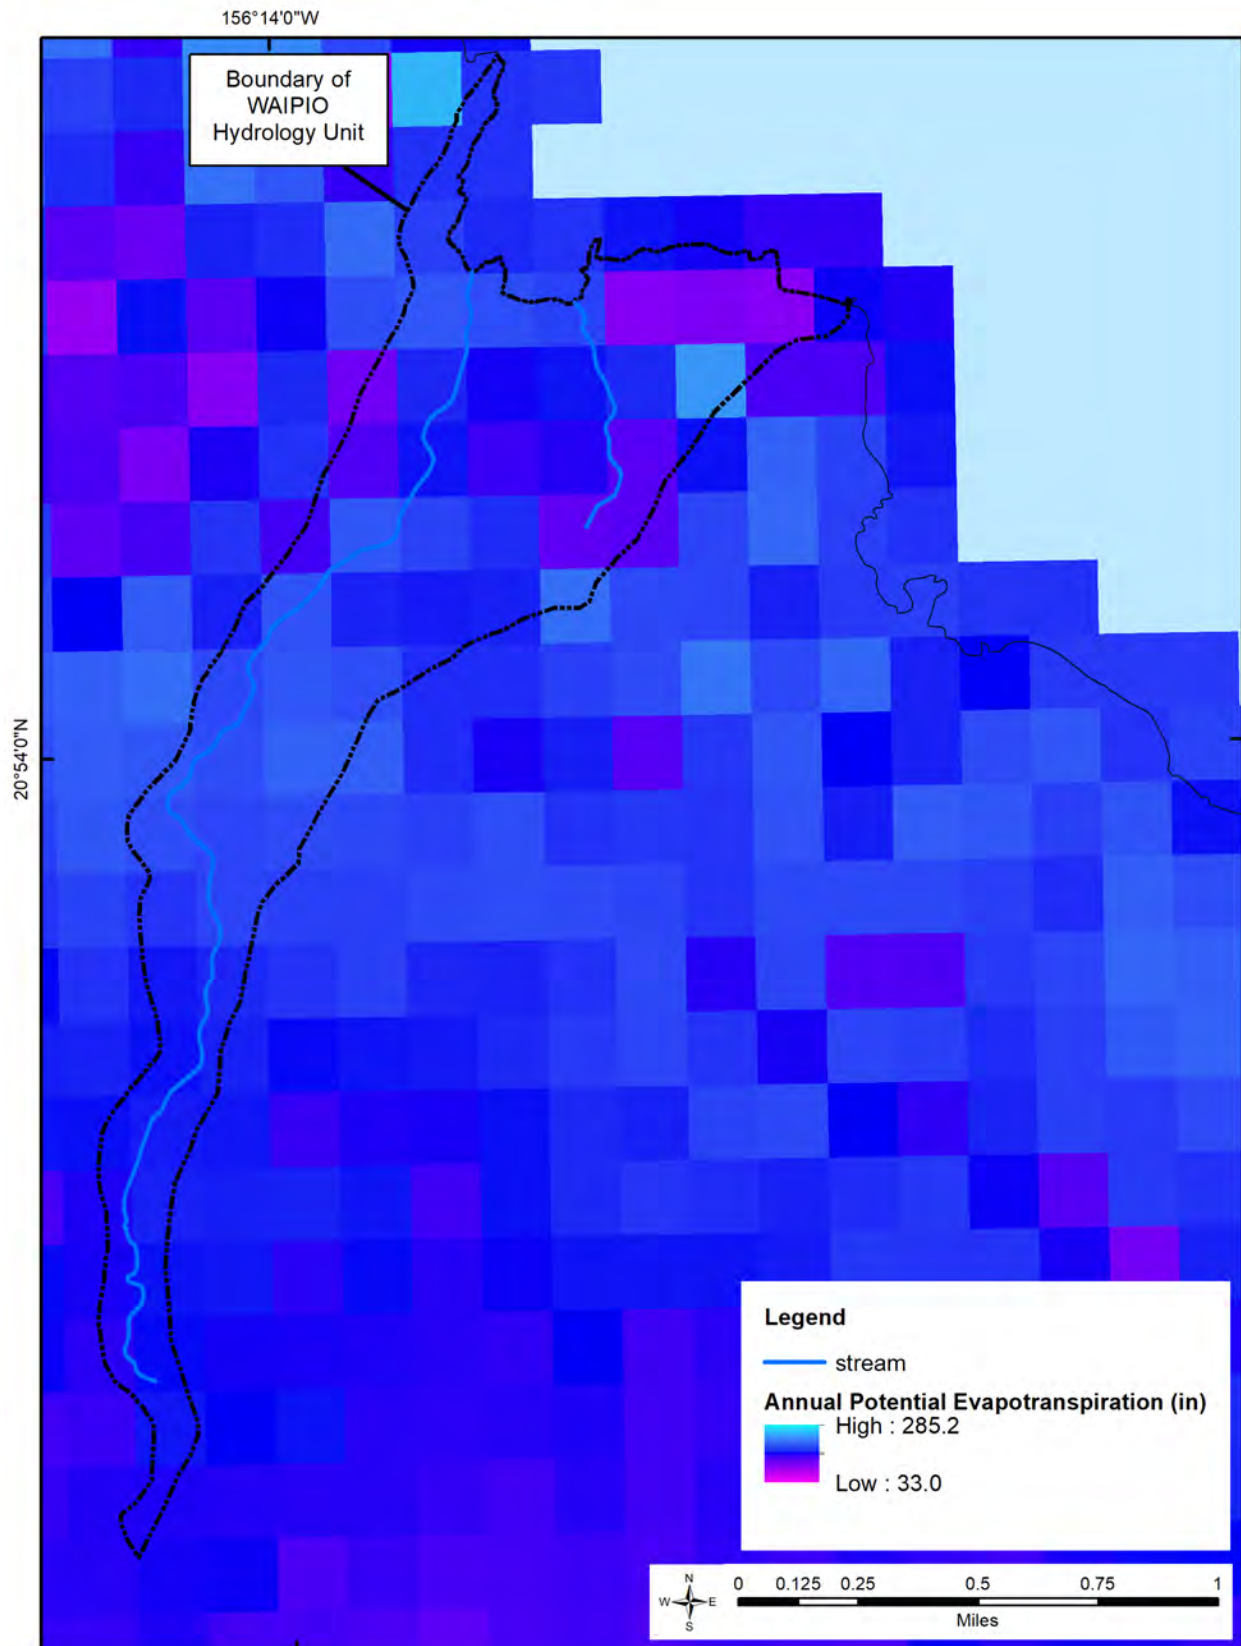 156°14'0"W
Boundary of
WAIPIO
Hydrology Unit
20°54'0"N
Legend
stream
Annual Potential Evapotranspiration (in)
High : 285.2
Low : 33.0
N
W E
S
0 0.125 0.25 0.5 0.75 1
Miles